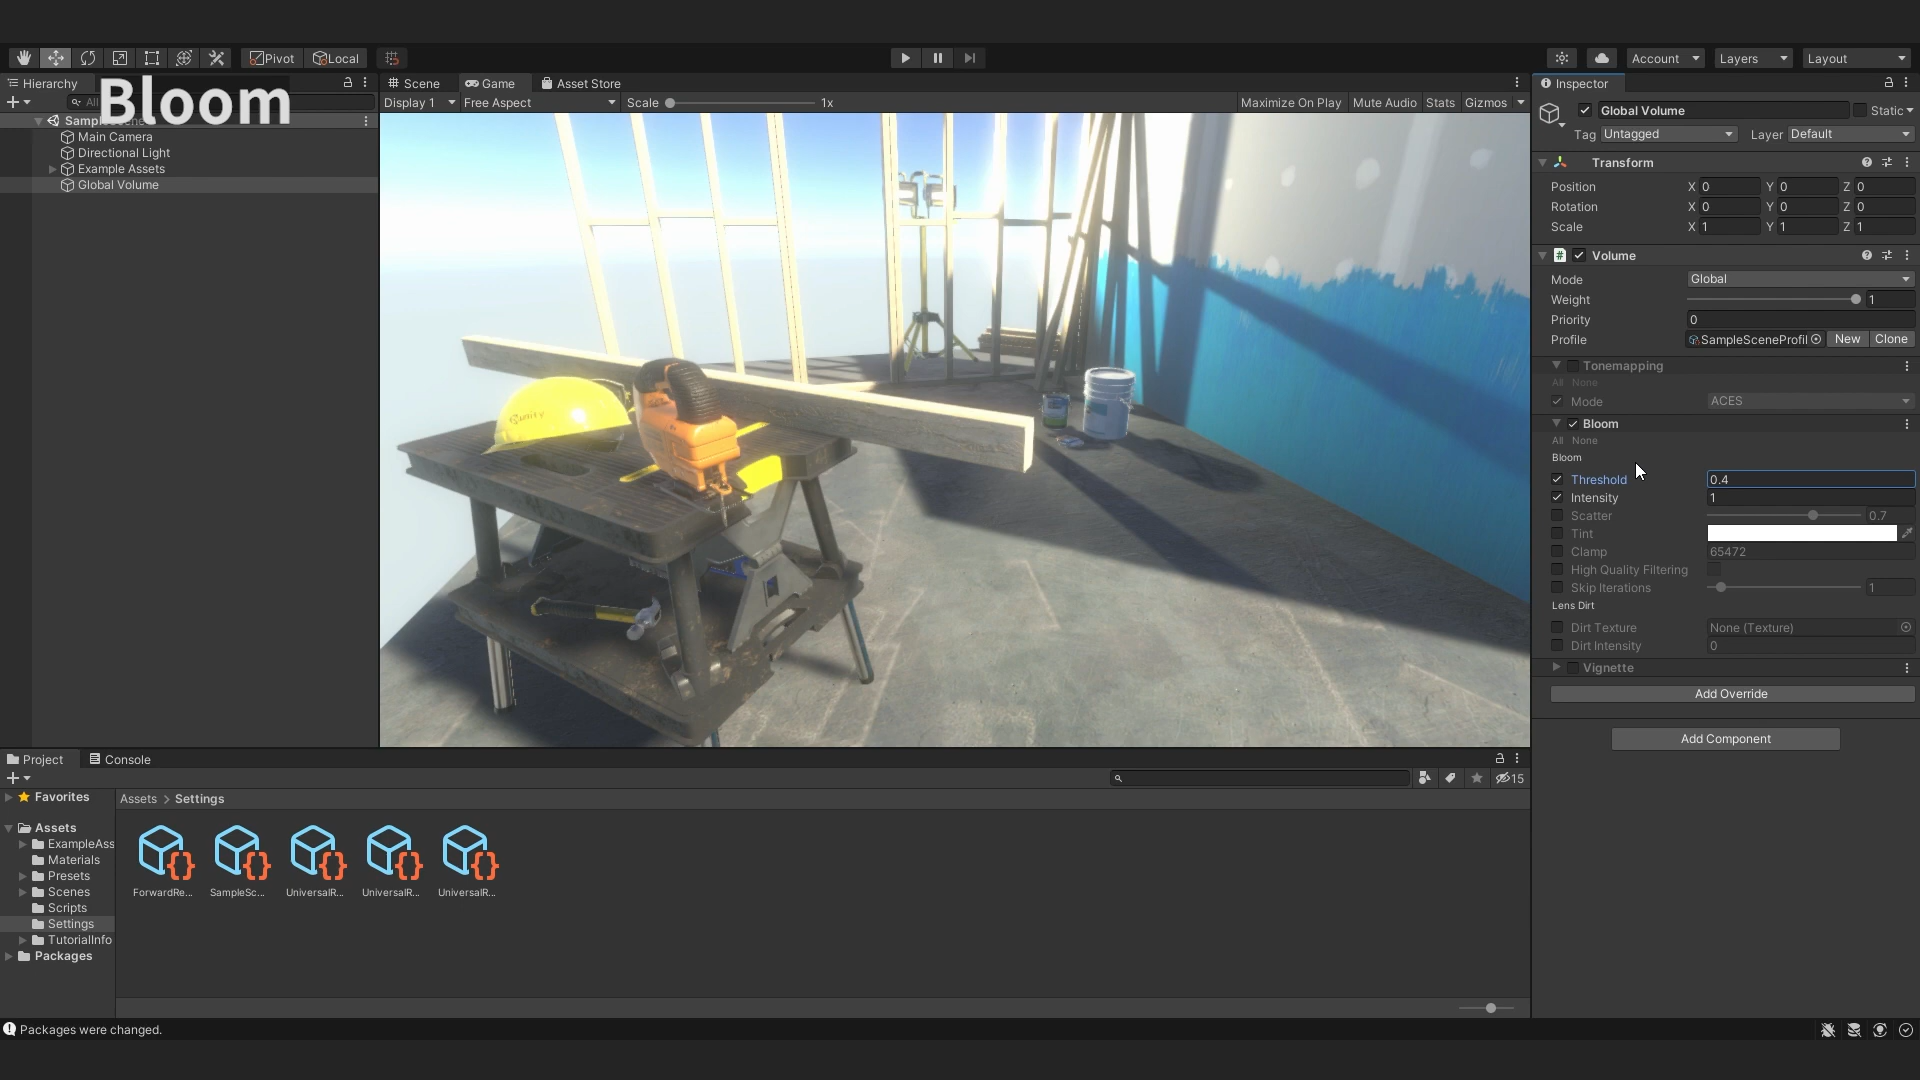 Pivot
Local
Account
Layers
Layout
Hierarchy
Bloom
Scene
Game
Asset Store
Inspector
All
Display 1
Free Aspect
Scale
1x
Maximize On Play
Mute Audio
Stats
Gizmos
Global Volume
Static
Main Camera
Directional Light
Example Assets
Global Volume
Tag Untagged
Layer Default
Transform
Position X 0 Y 0 Z 0
Rotation X 0 Y 0 Z 0
Scale X 1 Y 1 Z 1
# Volume
Mode Global
Weight 1
Priority 0
Profile SampleSceneProfil New Clone
Tonemapping
All None
Mode ACES
Bloom
All None
Bloom
Threshold 0.4
Intensity 1
Scatter 0.7
Tint
Clamp 65472
High Quality Filtering
Skip Iterations 1
Lens Dirt
Dirt Texture None (Texture)
Dirt Intensity 0
Vignette
Add Override
Add Component
unity
Project
Console
15
Favorites
Assets
ExampleAss
Materials
Presets
Scenes
Scripts
Settings
TutorialInfo
Packages
Assets > Settings
ForwardRe...
SampleSc...
UniversalR...
UniversalR...
UniversalR...
Packages were changed.